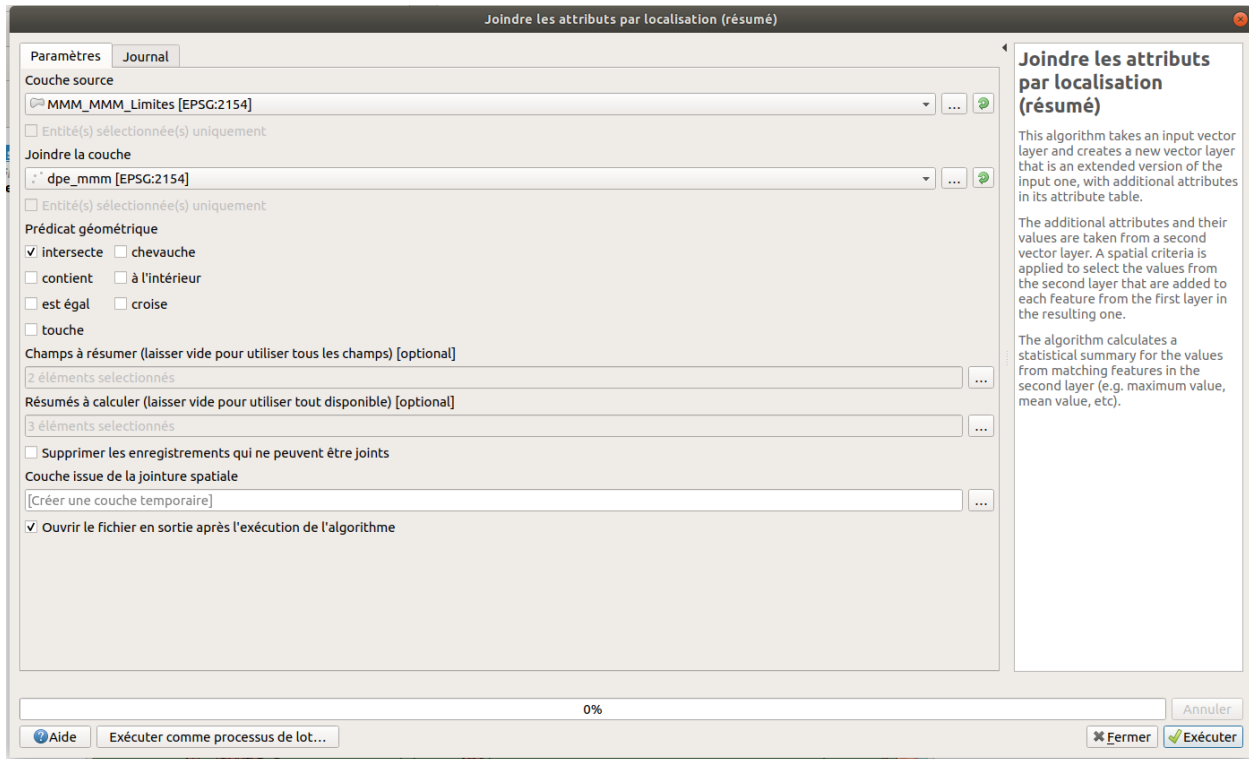 Joindre les attributs par localisation (résumé)
Paramètres Journal
Couche source
MMM_MMM_Limites [EPSG:2154]
...
Entité(s) sélectionnée(s) uniquement
Joindre la couche
dpe_mmm [EPSG:2154]
...
Entité(s) sélectionnée(s) uniquement
Prédicat géométrique
intersecte chevauche
contient à l'intérieur
est égal croise
touche
Champs à résumer (laisser vide pour utiliser tous les champs) [optional]
2 éléments selectionnés
...
Résumés à calculer (laisser vide pour utiliser tout disponible) [optional]
3 éléments selectionnés
...
Supprimer les enregistrements qui ne peuvent être joints
Couche issue de la jointure spatiale
[Créer une couche temporaire]
...
Ouvrir le fichier en sortie après l'exécution de l'algorithme
Joindre les attributs
par localisation
(résumé)
This algorithm takes an input vector
layer and creates a new vector layer
that is an extended version of the
input one, with additional attributes
in its attribute table.
The additional attributes and their
values are taken from a second
vector layer. A spatial criteria is
applied to select the values from
the second layer that are added to
each feature from the first layer in
the resulting one.
The algorithm calculates a
statistical summary for the values
from matching features in the
second layer (e.g. maximum value,
mean value, etc).
0%
Annuler
Aide Exécuter comme processus de lot... Fermer Exécuter